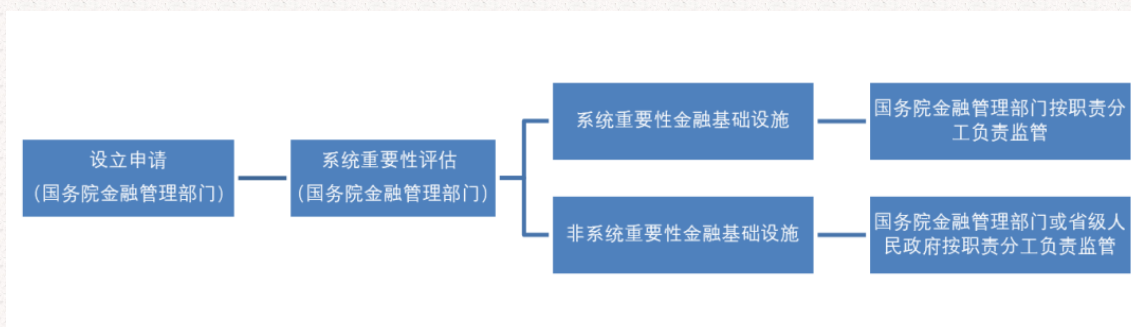 设立申请
（国务院金融管理部门）
系统重要性评估
（国务院金融管理部门）
系统重要性金融基础设施
国务院金融管理部门按职责分
工负责监管
非系统重要性金融基础设施
国务院金融管理部门或省级人
民政府按职责分工负责监管